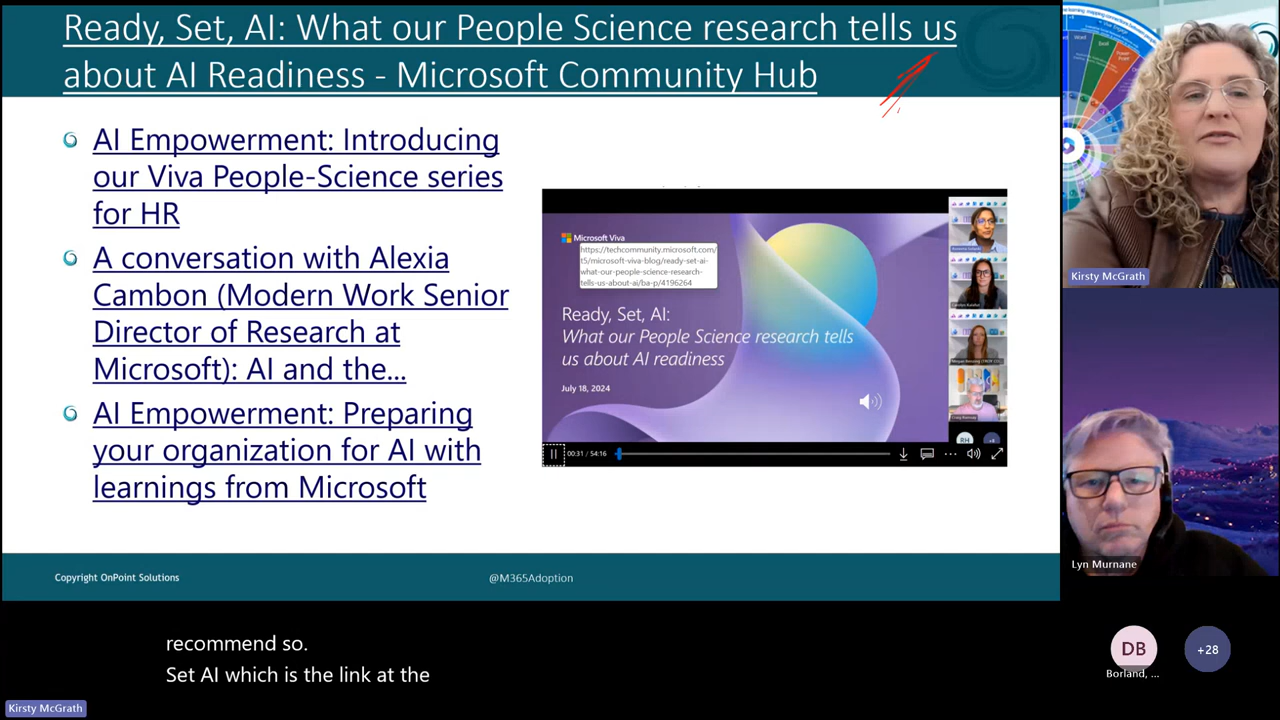 Ready, Set, AI: What our People Science research tells us
about AI Readiness - Microsoft Community Hub
AI Empowerment: Introducing
our Viva People-Science series
for HR
A conversation with Alexia
Cambon (Modern Work Senior
Director of Research at
Microsoft): AI and the...
AI Empowerment: Preparing
your organization for AI with
learnings from Microsoft
Microsoft Viva
https://techcommunity.microsoft.com/
t5/microsoft-viva-blog/ready-set-ai-
what-our-people-science-research-
tells-us-about-ai/ba-p/4196264
Ready, Set, AI:
What our People Science research tells
us about AI readiness
July 18, 2024
RH
00:31 / 54:16
Copyright OnPoint Solutions
@M365Adoption
Word
Kirsty McGrath
Lyn Murnane
DB
Borland, ...
+28
recommend so.
Set AI which is the link at the
Kirsty McGrath